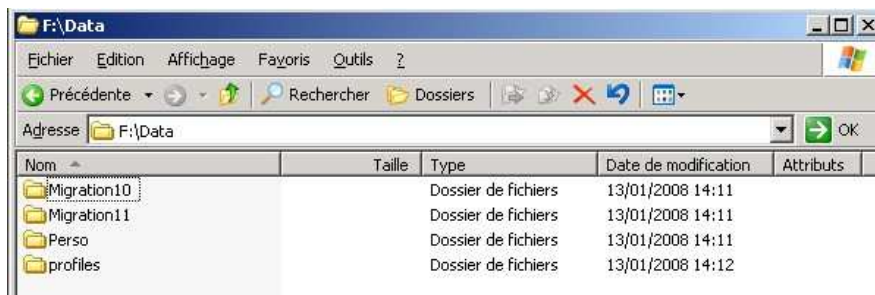 F:\Data
Fichier Edition Affichage Favoris Outils ?
Précédente Rechercher Dossiers
Adresse F:\Data OK
Nom Taille Type Date de modification Attributs
Migration10 Dossier de fichiers 13/01/2008 14:11
Migration11 Dossier de fichiers 13/01/2008 14:11
Perso Dossier de fichiers 13/01/2008 14:11
profiles Dossier de fichiers 13/01/2008 14:12